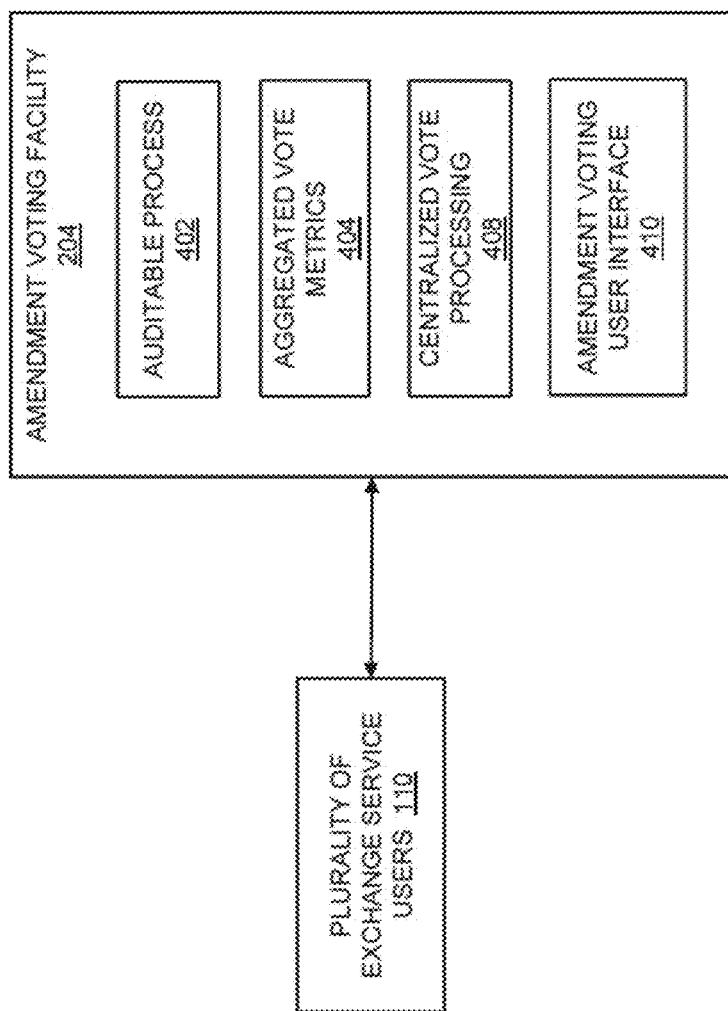 AMENDMENT VOTING FACILITY
204
AUDITABLE PROCESS
402
AGGREGATED VOTE
METRICS
404
CENTRALIZED VOTE
PROCESSING
408
AMENDMENT VOTING
USER INTERFACE
410
PLURALITY OF
EXCHANGE SERVICE
USERS 110